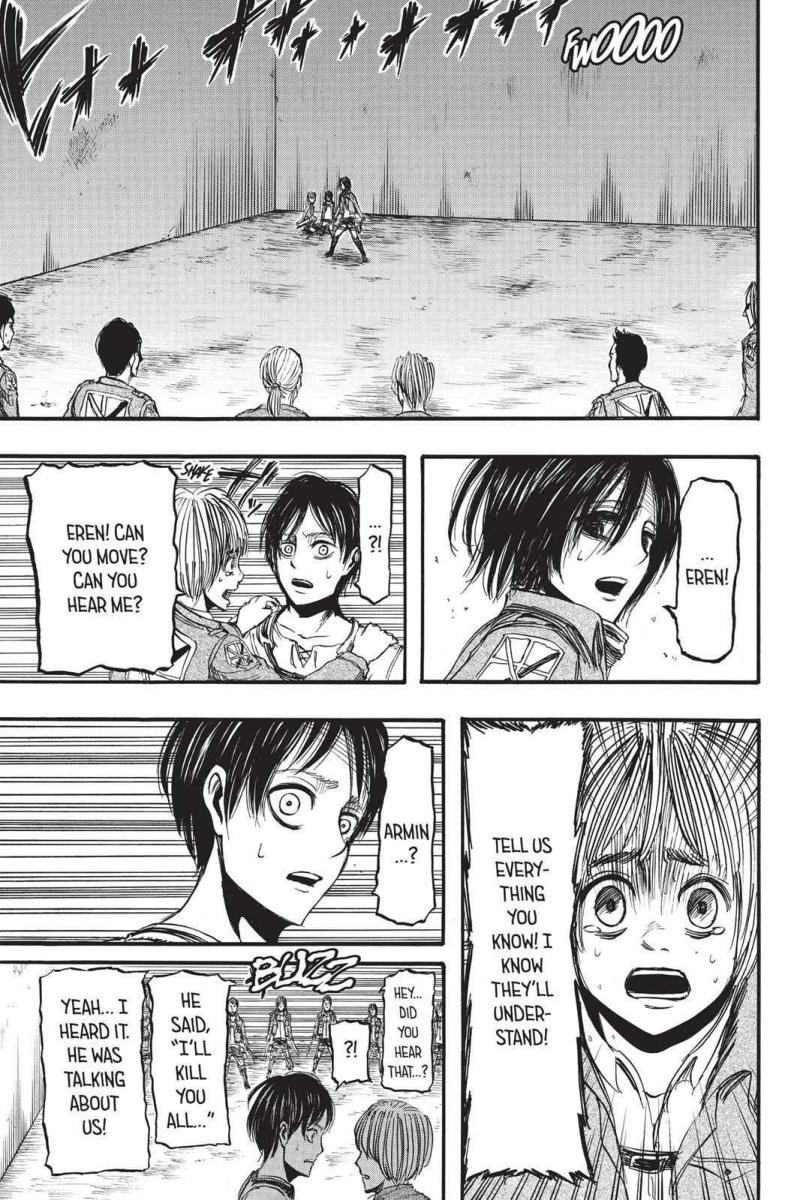 FWOOOO
...
EREN!
...
?!
SHAKE
EREN! CAN
YOU MOVE?
CAN YOU
HEAR ME?
TELL US
EVERY-
THING
YOU
KNOW! I
KNOW
THEY'LL
UNDER-
STAND!
ARMIN
...?
BUZZ
HEY...
DID
YOU
HEAR
THAT...?
?!
HE
SAID,
"I'LL
KILL
YOU
ALL..."
YEAH... I
HEARD IT.
HE WAS
TALKING
ABOUT
US!